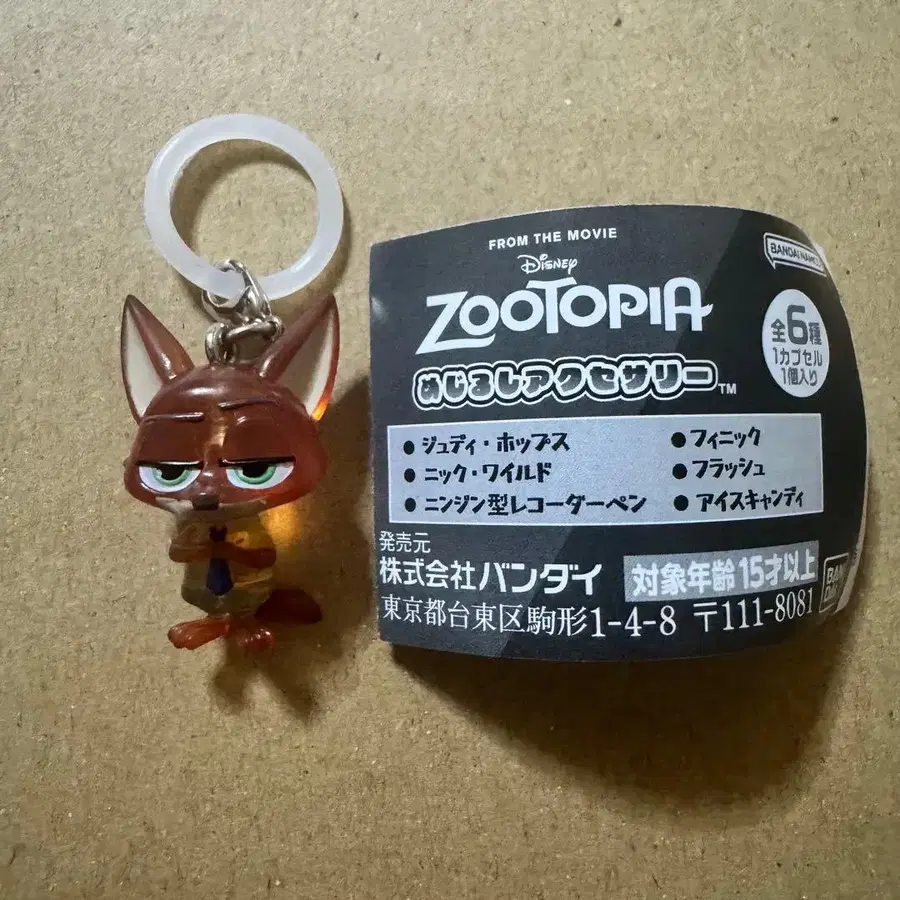 FROM THE MOVIE
BANDAI NAMCO
Disney
ZOOTOPIA
全6種
1カプセル
1個入り
めじるしアクセサリー™
● ジュディ・ホップス
● ニック・ワイルド
● ニンジン型レコーダーペン
● フィニック
● フラッシュ
● アイスキャンディ
発売元
株式会社バンダイ
対象年齢15才以上
東京都台東区駒形1-4-8 〒111-8081